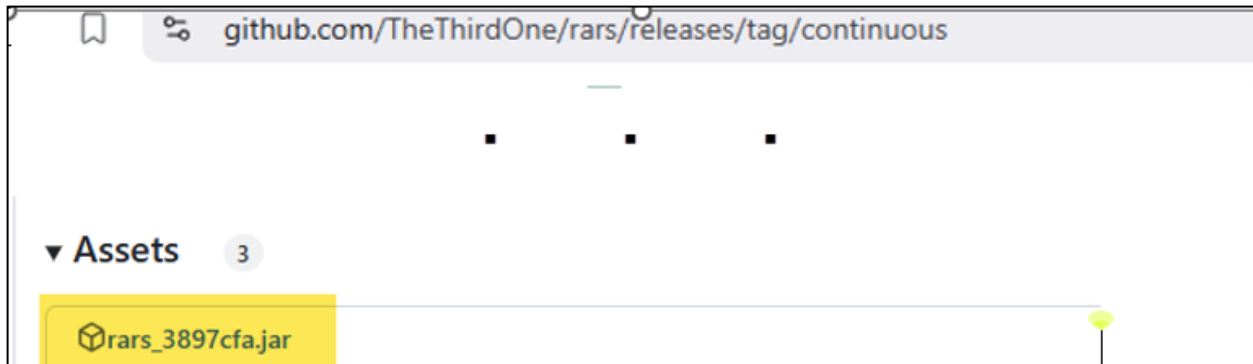 github.com/TheThirdOne/rars/releases/tag/continuous
. . .
Assets 3
rars_3897cfa.jar